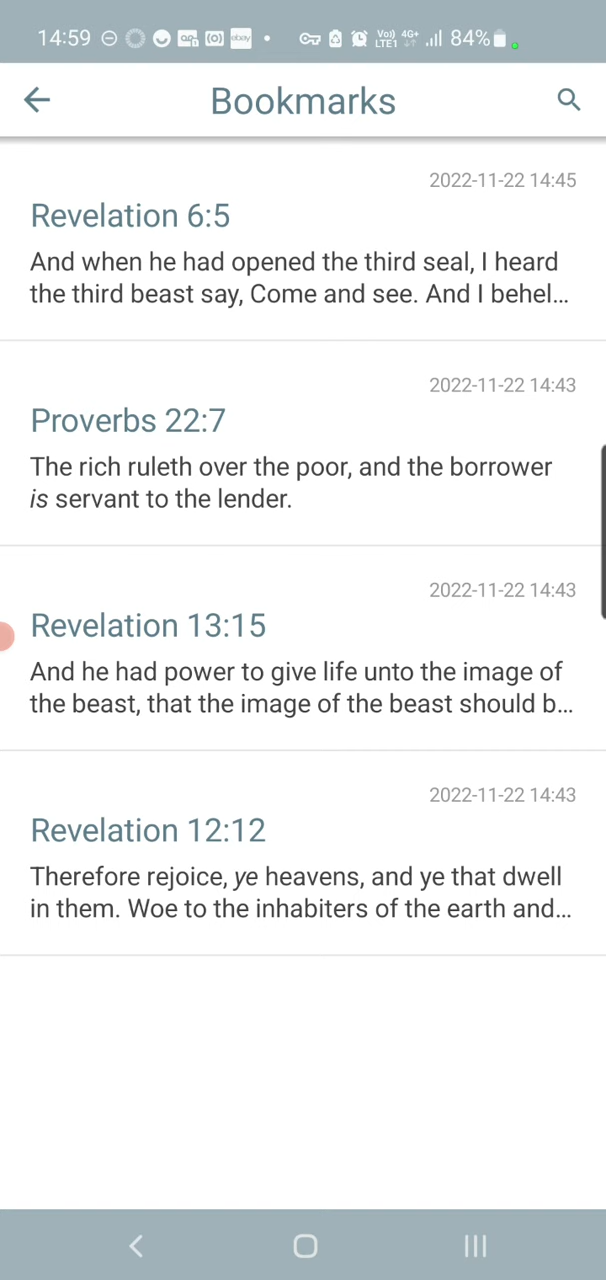 14:59 ebay Vo)) LTE1 4G+ 84%
Bookmarks
2022-11-22 14:45
Revelation 6:5
And when he had opened the third seal, I heard
the third beast say, Come and see. And I behel...
2022-11-22 14:43
Proverbs 22:7
The rich ruleth over the poor, and the borrower
is servant to the lender.
2022-11-22 14:43
Revelation 13:15
And he had power to give life unto the image of
the beast, that the image of the beast should b...
2022-11-22 14:43
Revelation 12:12
Therefore rejoice, ye heavens, and ye that dwell
in them. Woe to the inhabiters of the earth and...